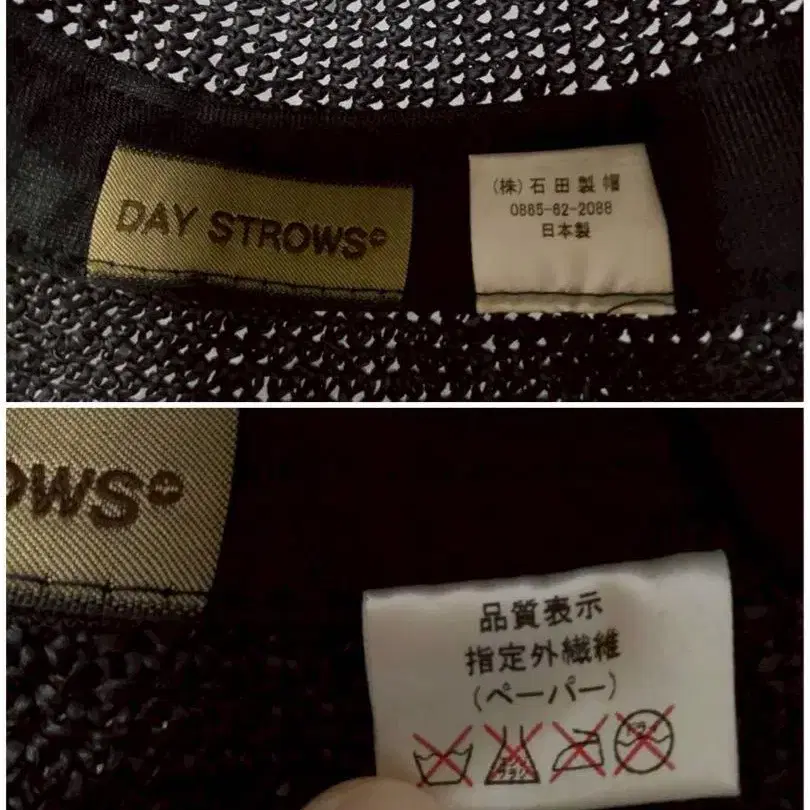 DAY STROWS
(株)石田製帽
0865-62-2088
日本製
OWS
品質表示
指定外繊維
(ペーパー)